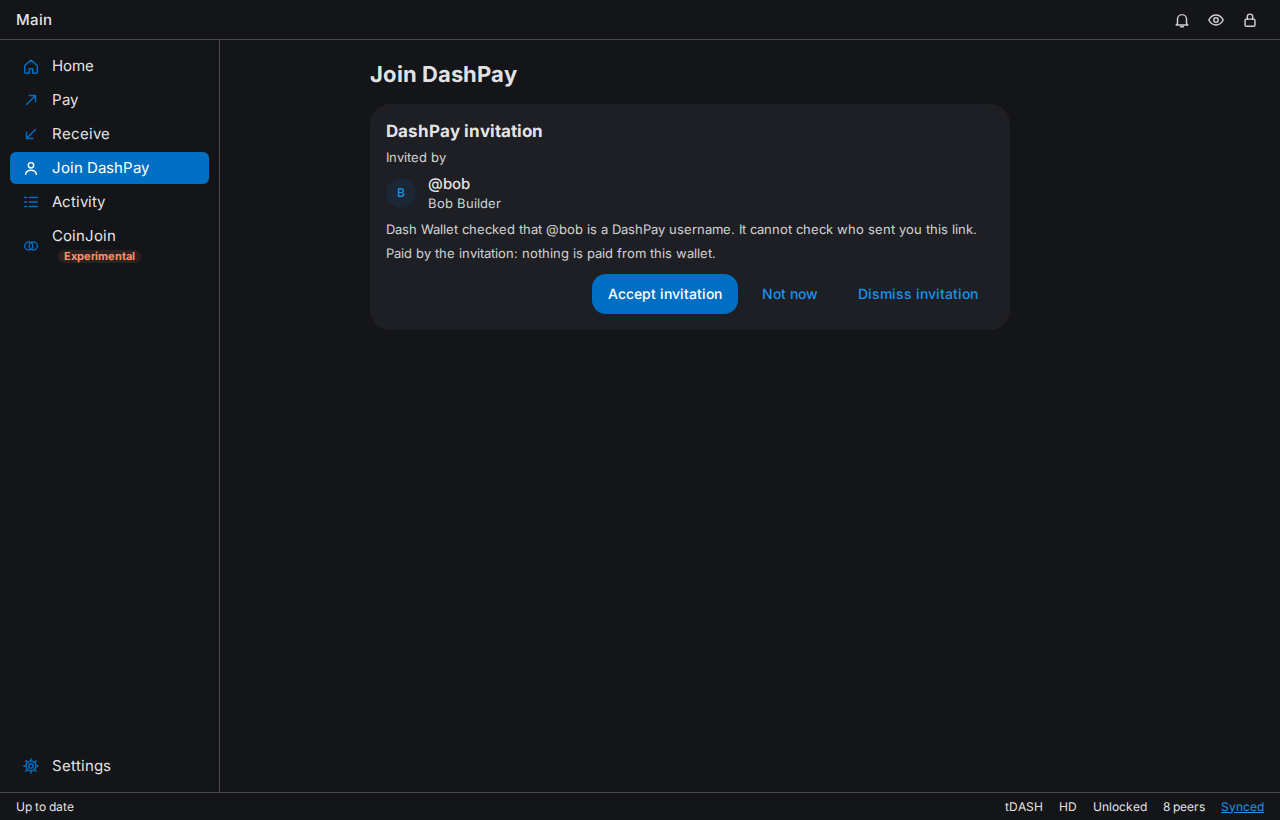 Main
Home
Pay
Receive
Join DashPay
Activity
CoinJoin
Experimental
Settings
Join DashPay
DashPay invitation
Invited by
B
@bob
Bob Builder
Dash Wallet checked that @bob is a DashPay username. It cannot check who sent you this link.
Paid by the invitation: nothing is paid from this wallet.
Accept invitation Not now Dismiss invitation
Up to date tDASH HD Unlocked 8 peers Synced